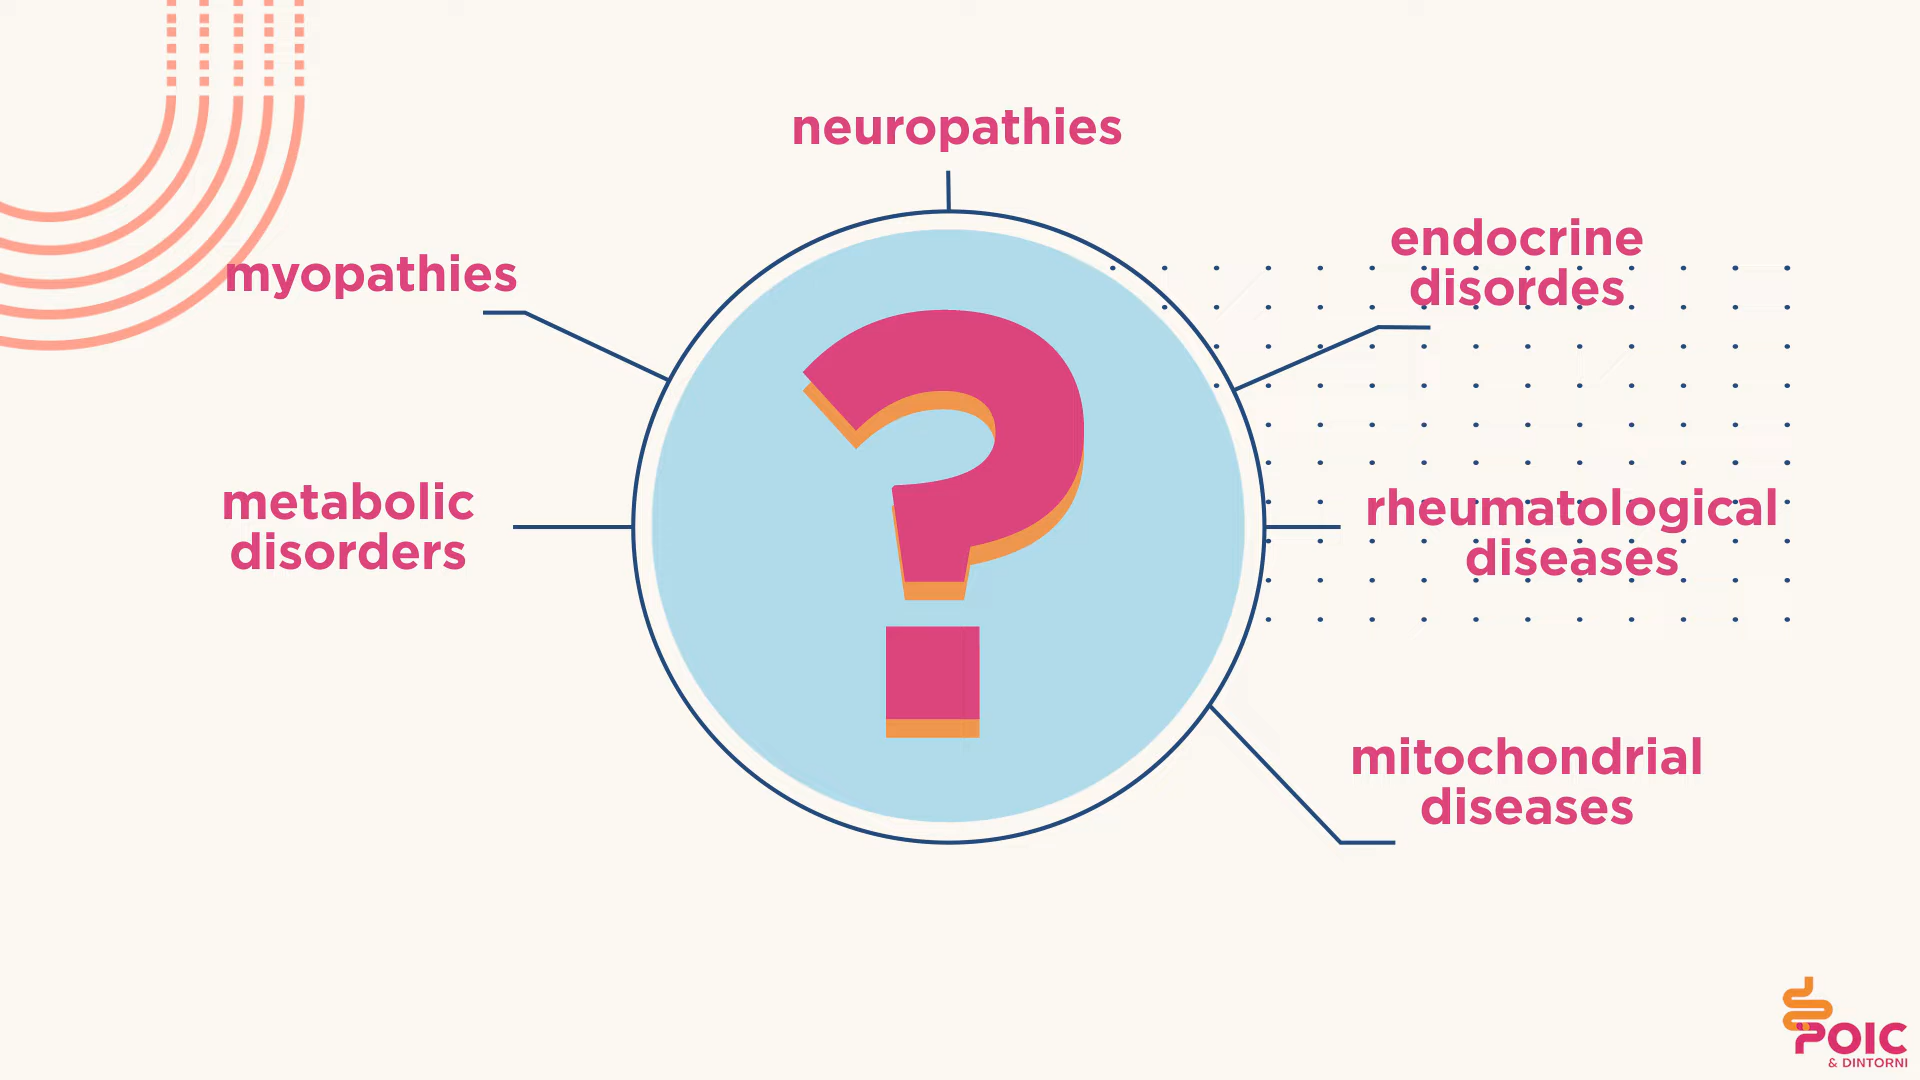 neuropathies
myopathies
endocrine
disordes
metabolic
disorders
rheumatological
diseases
mitochondrial
diseases
?
POIC
& DINTORNI